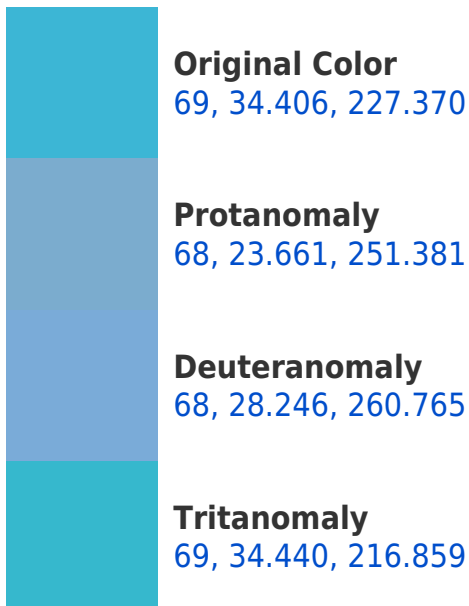 Original Color
69, 34.406, 227.370
Protanomaly
68, 23.661, 251.381
Deuteranomaly
68, 28.246, 260.765
Tritanomaly
69, 34.440, 216.859